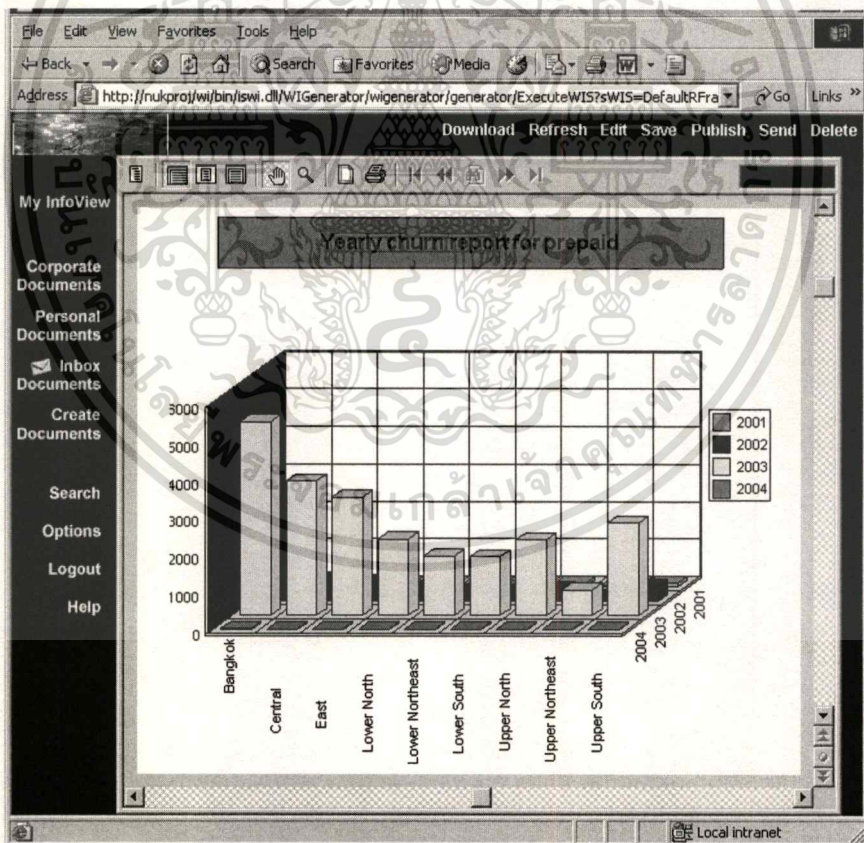 File Edit View Favorites Tools Help
Back Search Favorites Media
Address http://nukproj/wi/bin/iswi.dll/WIGenerator/wigenerator/generator/ExecuteWIS?sWIS=DefaultRFra Go Links »
Download Refresh Edit Save Publish Send Delete
My InfoView
Corporate
Documents
Personal
Documents
Inbox
Documents
Create
Documents
Search
Options
Logout
Help
Yearly churn report for prepaid
6000
5000
4000
3000
2000
1000
0
Bangkok
Central
East
Lower North
Lower Northeast
Lower South
Upper North
Upper Northeast
Upper South
2004
2003
2002
2001
2001
2002
2003
2004
Local intranet